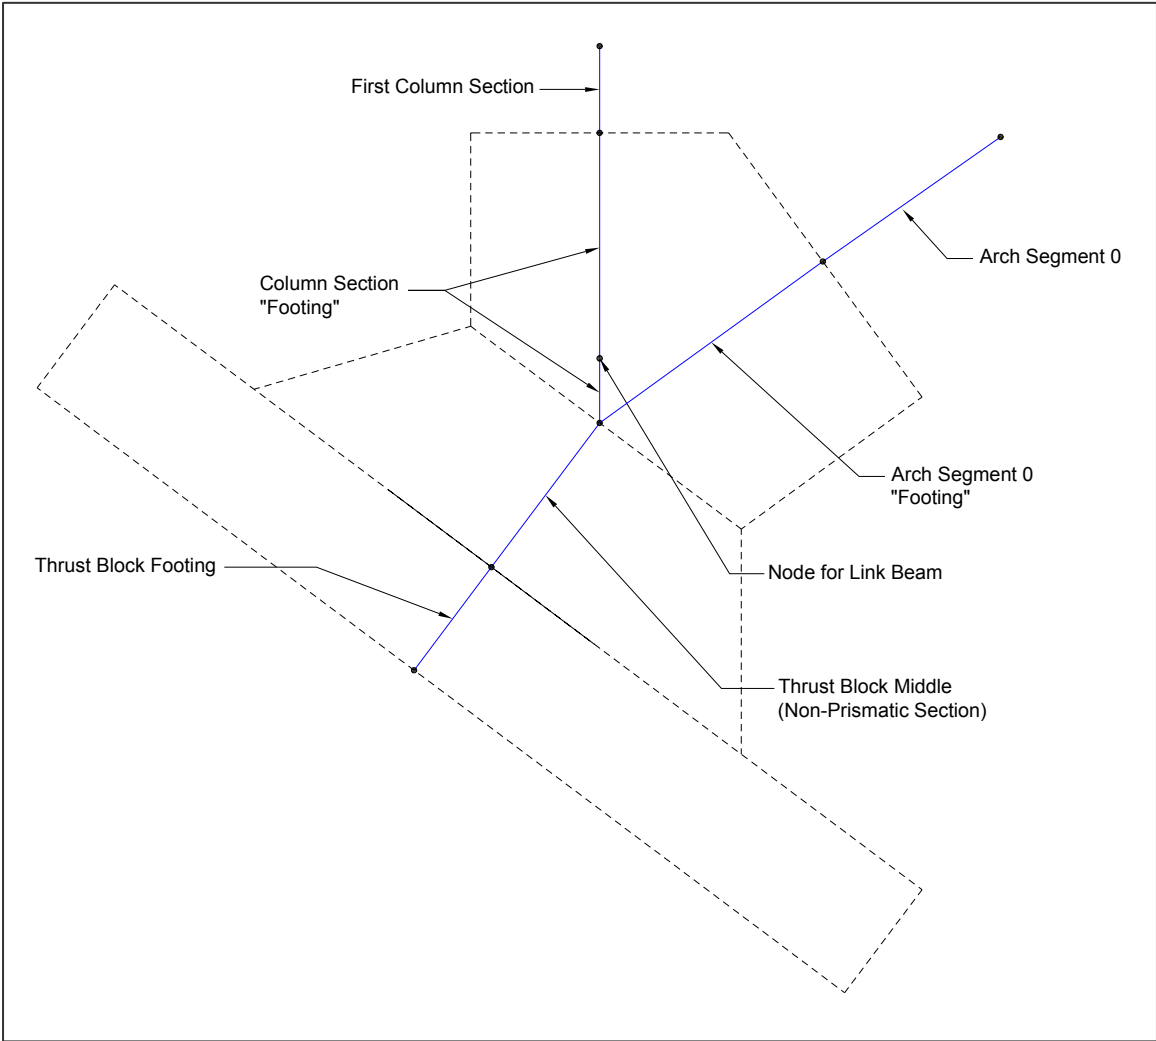 First Column Section
Arch Segment 0
Column Section
"Footing"
Arch Segment 0
"Footing"
Thrust Block Footing
Node for Link Beam
Thrust Block Middle
(Non-Prismatic Section)